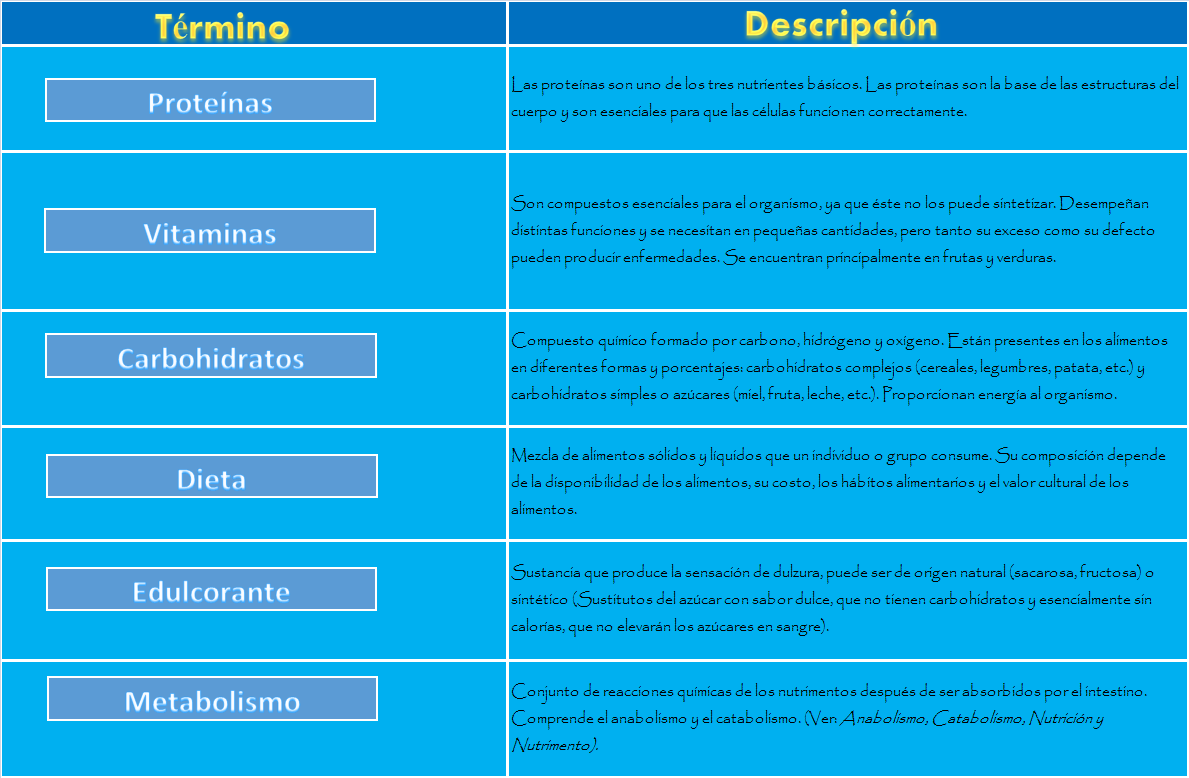 Término
Descripción
Proteínas
Las proteínas son uno de los tres nutrientes básicos. Las proteínas son la base de las estructuras del
cuerpo y son esenciales para que las células funcionen correctamente.
Vitaminas
Son compuestos esenciales para el organismo, ya que éste no los puede sintetizar. Desempeñan
distintas funciones y se necesitan en pequeñas cantidades, pero tanto su exceso como su defecto
pueden producir enfermedades. Se encuentran principalmente en frutas y verduras.
Carbohidratos
Compuesto químico formado por carbono, hidrógeno y oxígeno. Están presentes en los alimentos
en diferentes formas y porcentajes: carbohidratos complejos (cereales, legumbres, patata, etc.) y
carbohidratos simples o azúcares (miel, fruta, leche, etc.). Proporcionan energía al organismo.
Dieta
Mezcla de alimentos sólidos y líquidos que un individuo o grupo consume. Su composición depende
de la disponibilidad de los alimentos, su costo, los hábitos alimentarios y el valor cultural de los
alimentos.
Edulcorante
Sustancia que produce la sensación de dulzura, puede ser de origen natural (sacarosa, fructosa) o
sintético (Sustitutos del azúcar con sabor dulce, que no tienen carbohidratos y esencialmente sin
calorías, que no elevarán los azúcares en sangre).
Metabolismo
Conjunto de reacciones químicas de los nutrimentos después de ser absorbidos por el intestino.
Comprende el anabolismo y el catabolismo. (Ver: Anabolismo, Catabolismo, Nutrición y
Nutrimento).